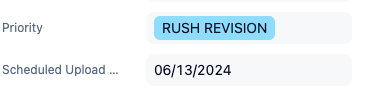 Priority
RUSH REVISION
Scheduled Upload ...
06/13/2024